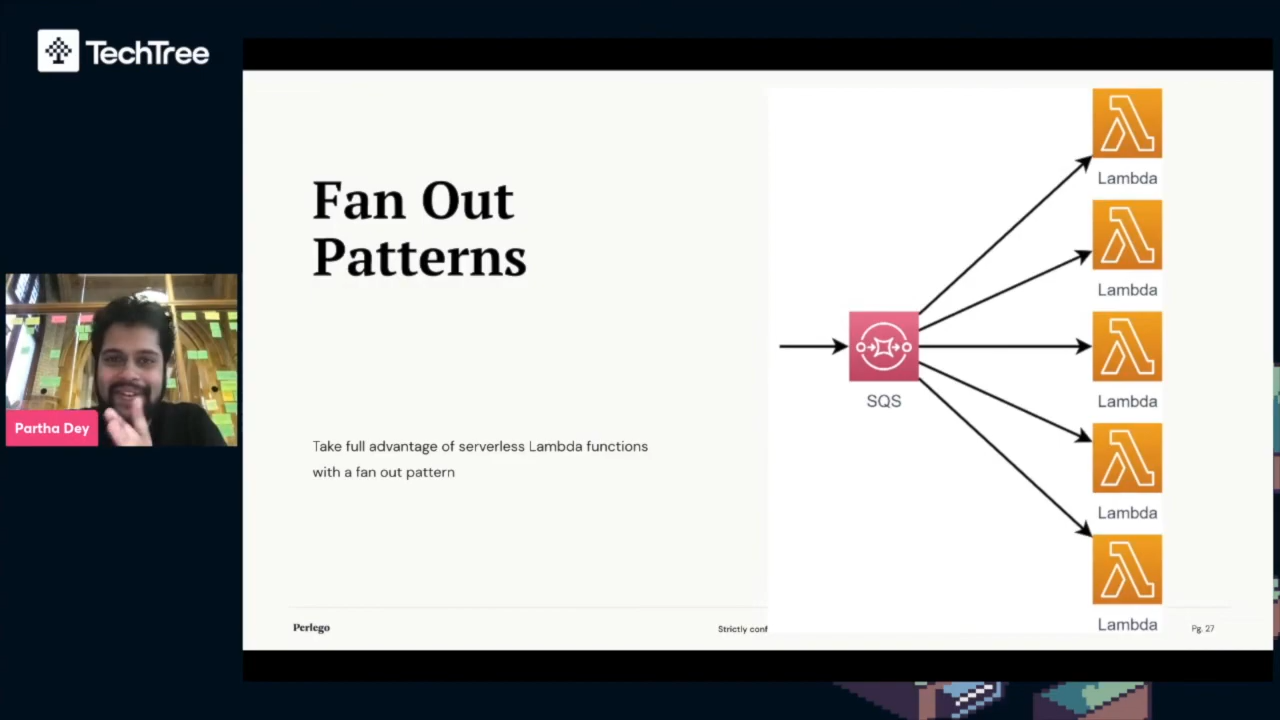 TechTree
Fan Out
Patterns
Take full advantage of serverless Lambda functions
with a fan out pattern
Lambda
Lambda
SQS
Lambda
Lambda
Lambda
Partha Dey
Perlego
Strictly conf
Pg. 27